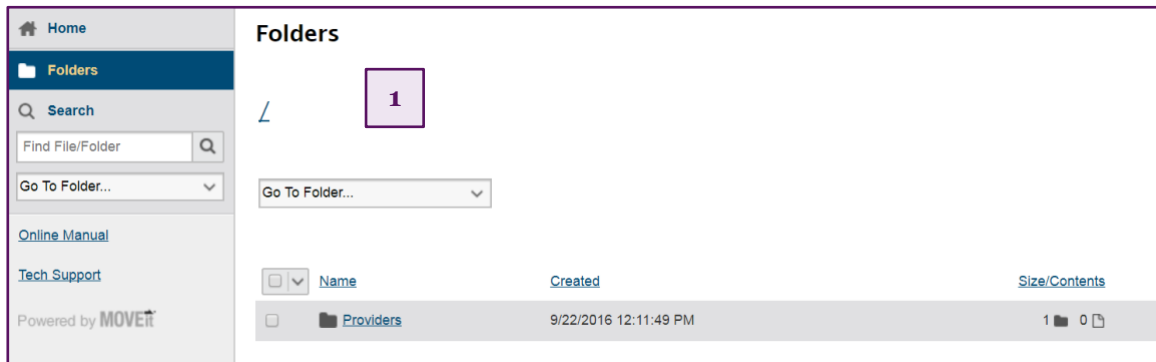 Home
Folders
Search
Find File/Folder
Go To Folder...
Online Manual
Tech Support
Powered by MOVEit
Folders
/
1
Go To Folder...
Name Created Size/Contents
Providers 9/22/2016 12:11:49 PM 1 0